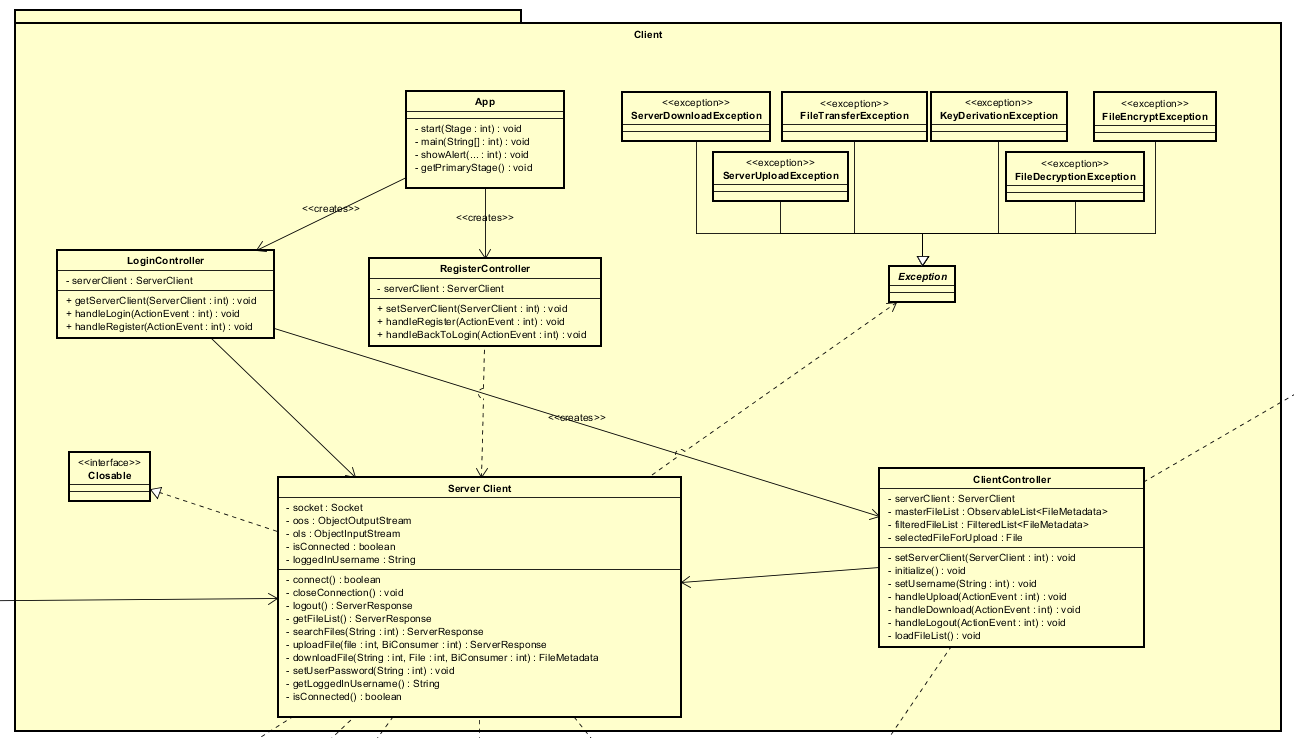 Client
App
- start(Stage : int) : void
- main(String[] : int) : void
- showAlert(... : int) : void
- getPrimaryStage() : void
<<exception>>
ServerDownloadException
<<exception>>
FileTransferException
<<exception>>
KeyDerivationException
<<exception>>
FileEncryptException
<<exception>>
ServerUploadException
<<exception>>
FileDecryptionException
<<creates>>
<<creates>>
LoginController
- serverClient : ServerClient
+ getServerClient(ServerClient : int) : void
+ handleLogin(ActionEvent : int) : void
+ handleRegister(ActionEvent : int) : void
RegisterController
- serverClient : ServerClient
+ setServerClient(ServerClient : int) : void
+ handleRegister(ActionEvent : int) : void
+ handleBackToLogin(ActionEvent : int) : void
Exception
<<creates>>
<<interface>>
Closable
Server Client
- socket : Socket
- oos : ObjectOutputStream
- ols : ObjectInputStream
- isConnected : boolean
- loggedInUsername : String
- connect() : boolean
- closeConnection() : void
- logout() : ServerResponse
- getFileList() : ServerResponse
- searchFiles(String : int) : ServerResponse
- uploadFile(file : int, BiConsumer : int) : ServerResponse
- downloadFile(String : int, File : int, BiConsumer : int) : FileMetadata
- setUserPassword(String : int) : void
- getLoggedInUsername() : String
- isConnected() : boolean
ClientController
- serverClient : ServerClient
- masterFileList : ObservableList<FileMetadata>
- filteredFileList : FilteredList<FileMetadata>
- selectedFileForUpload : File
- setServerClient(ServerClient : int) : void
- initialize() : void
- setUsername(String : int) : void
- handleUpload(ActionEvent : int) : void
- handleDownload(ActionEvent : int) : void
- handleLogout(ActionEvent : int) : void
- loadFileList() : void